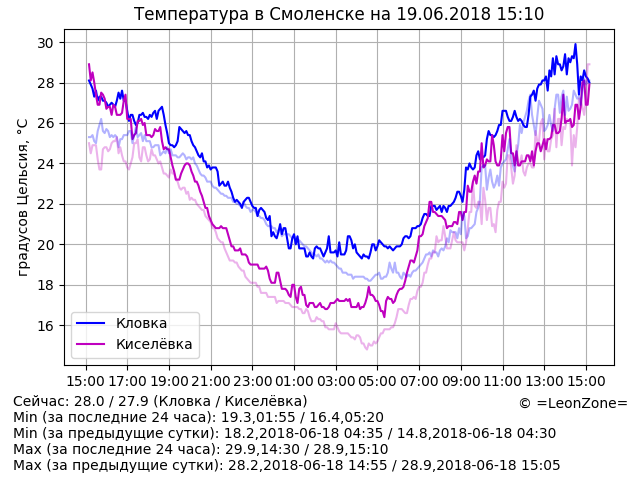 Температура в Смоленске на 19.06.2018 15:10
градусов Цельсия, °C
30
28
26
24
22
20
18
16
Кловка
Киселёвка
15:00 17:00 19:00 21:00 23:00 01:00 03:00 05:00 07:00 09:00 11:00 13:00 15:00
Сейчас: 28.0 / 27.9 (Кловка / Киселёвка)
© =LeonZone=
Min (за последние 24 часа): 19.3,01:55 / 16.4,05:20
Min (за предыдущие сутки): 18.2,2018-06-18 04:35 / 14.8,2018-06-18 04:30
Max (за последние 24 часа): 29.9,14:30 / 28.9,15:10
Max (за предыдущие сутки): 28.2,2018-06-18 14:55 / 28.9,2018-06-18 15:05